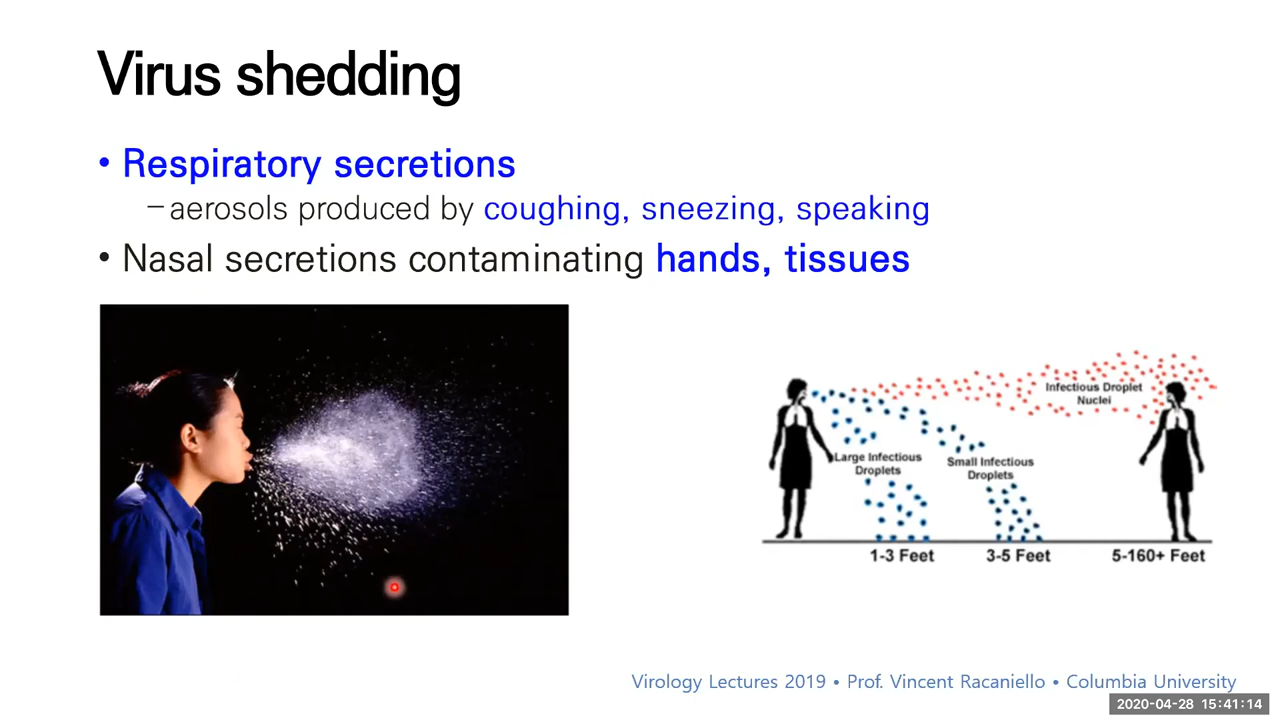 Virus shedding
• Respiratory secretions
– aerosols produced by coughing, sneezing, speaking
• Nasal secretions contaminating hands, tissues
Infectious Droplet
Nuclei
Large Infectious
Droplets
Small Infectious
Droplets
1-3 Feet
3-5 Feet
5-160+ Feet
Virology Lectures 2019 • Prof. Vincent Racaniello • Columbia University
2020-04-28 15:41:14